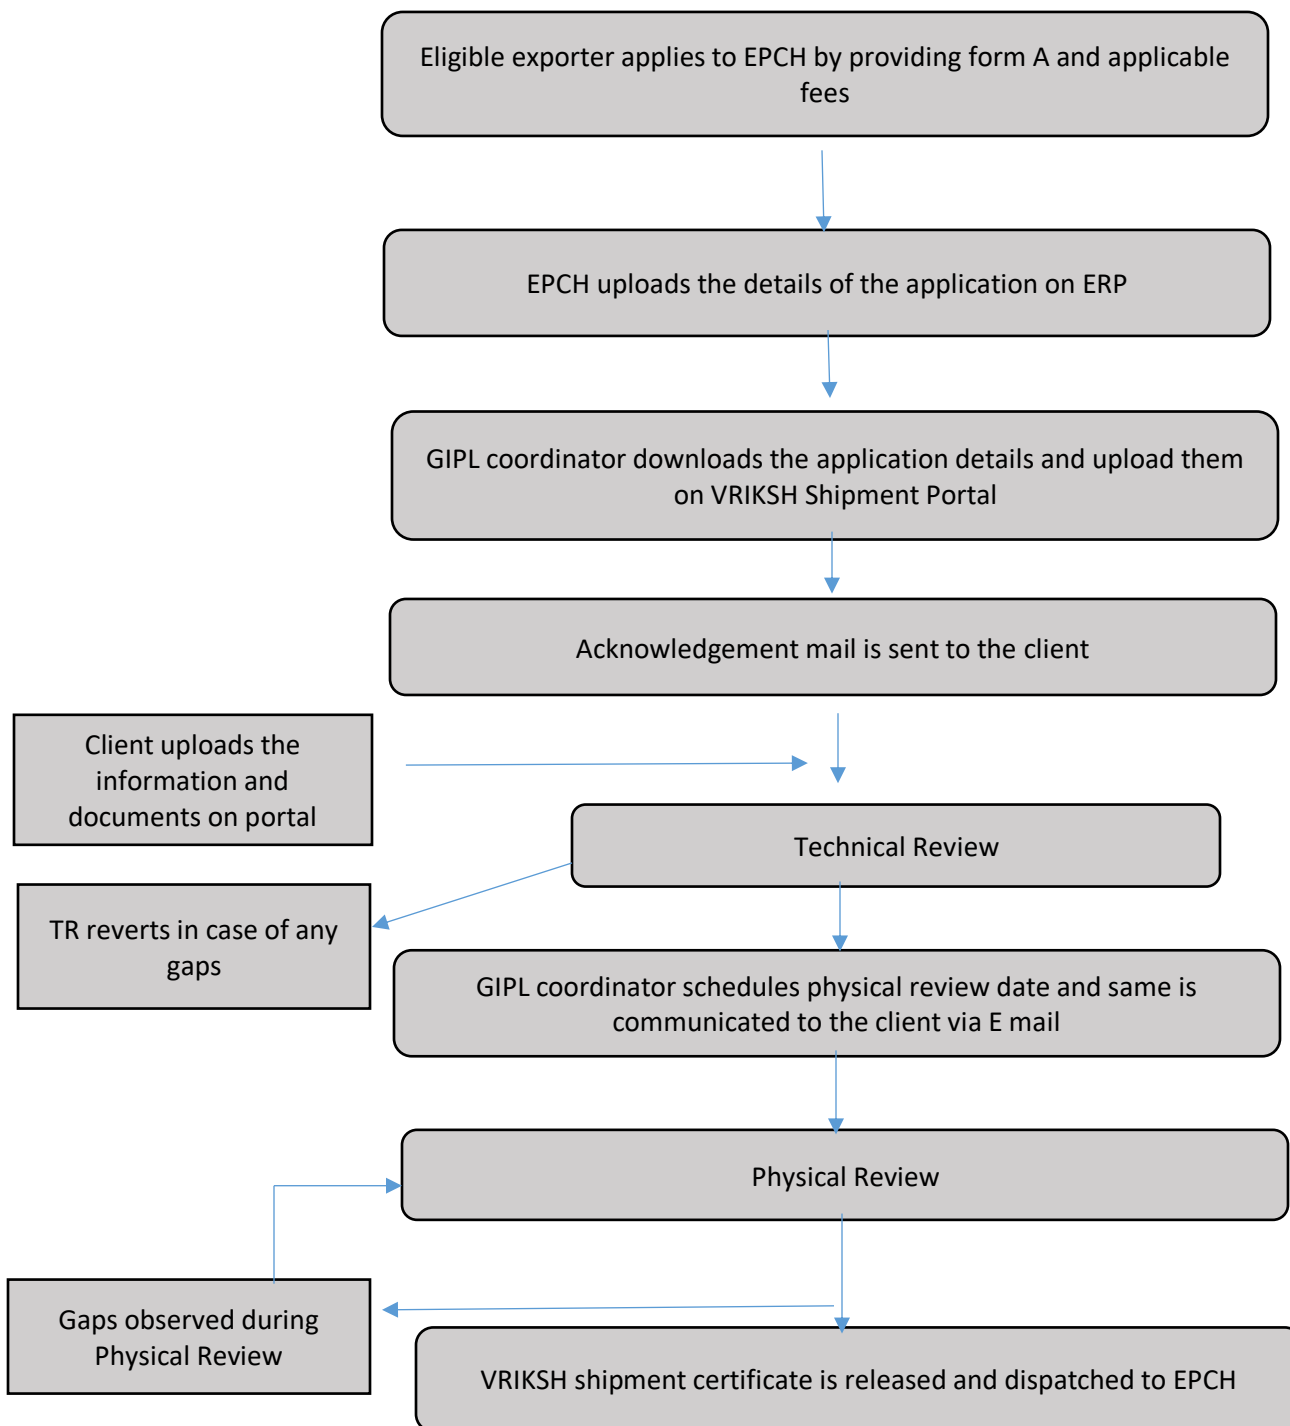 Eligible exporter applies to EPCH by providing form A and applicable
fees
EPCH uploads the details of the application on ERP
GIPL coordinator downloads the application details and upload them
on VRIKSH Shipment Portal
Acknowledgement mail is sent to the client
Client uploads the
information and
documents on portal
Technical Review
TR reverts in case of any
gaps
GIPL coordinator schedules physical review date and same is
communicated to the client via E mail
Physical Review
Gaps observed during
Physical Review
VRIKSH shipment certificate is released and dispatched to EPCH